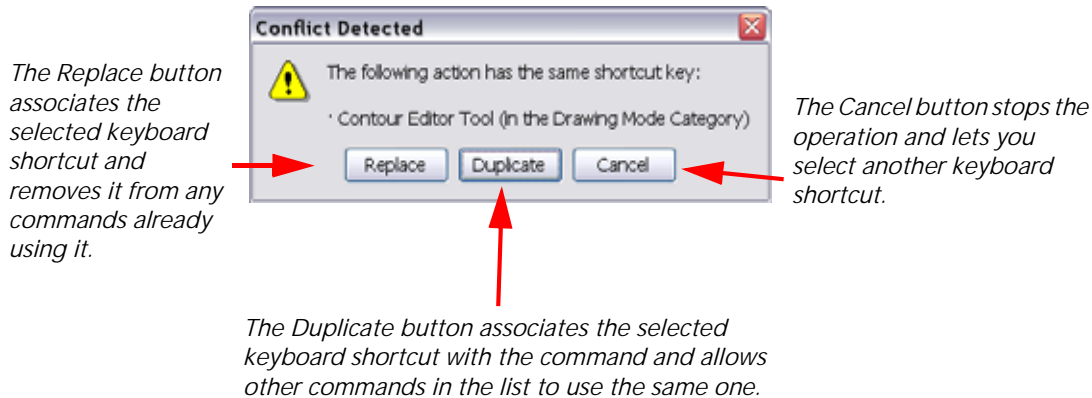 Conflict Detected
The following action has the same shortcut key:
· Contour Editor Tool (in the Drawing Mode Category)
Replace
Duplicate
Cancel
The Replace button
associates the
selected keyboard
shortcut and
removes it from any
commands already
using it.
The Cancel button stops the
operation and lets you
select another keyboard
shortcut.
The Duplicate button associates the selected
keyboard shortcut with the command and allows
other commands in the list to use the same one.